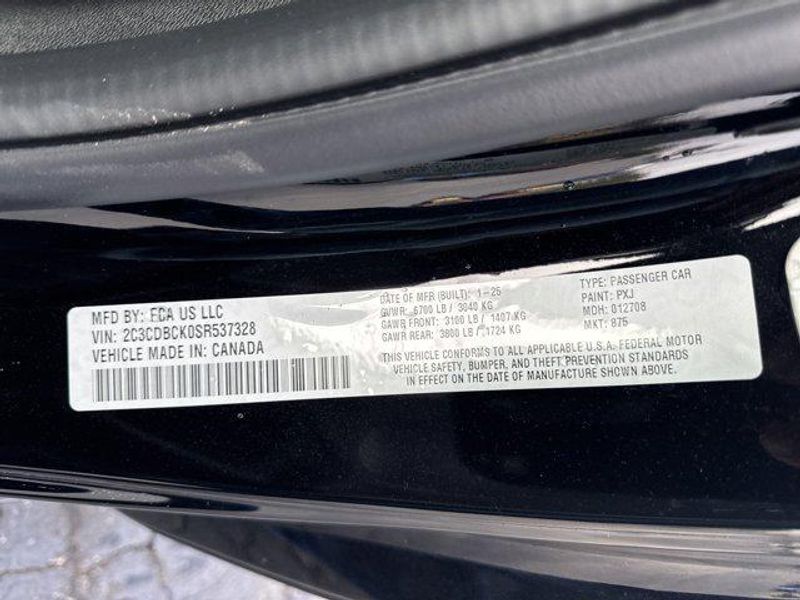 MFD BY: FCA US LLC
VIN: 2C3CDBCK0SR537328
VEHICLE MADE IN: CANADA
DATE OF MFR (BUILT): 1-25
GVWR: 6700 LB / 3040 KG
GAWR FRONT: 3100 LB / 1407 KG
GAWR REAR: 3800 LB / 1724 KG
TYPE: PASSENGER CAR
PAINT: PXJ
MDH: 012708
MKT: 875
THIS VEHICLE CONFORMS TO ALL APPLICABLE U.S.A. FEDERAL MOTOR
VEHICLE SAFETY, BUMPER, AND THEFT PREVENTION STANDARDS
IN EFFECT ON THE DATE OF MANUFACTURE SHOWN ABOVE.